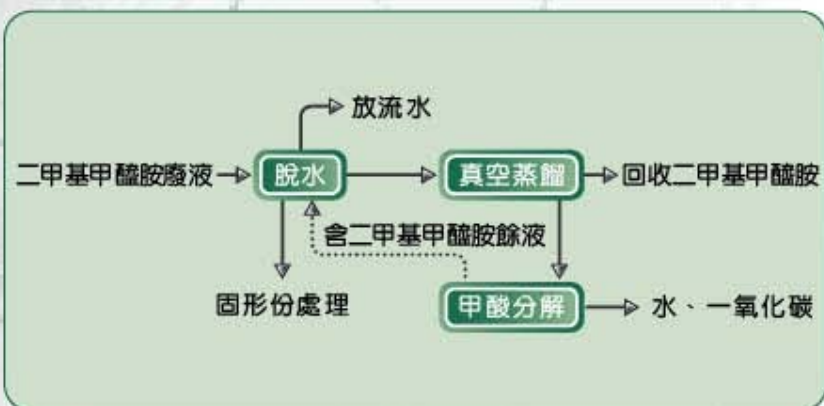 放流水
二甲基甲醯胺廢液
脫水
真空蒸餾
回收二甲基甲醯胺
含二甲基甲醯胺餘液
固形份處理
甲酸分解
水、一氧化碳